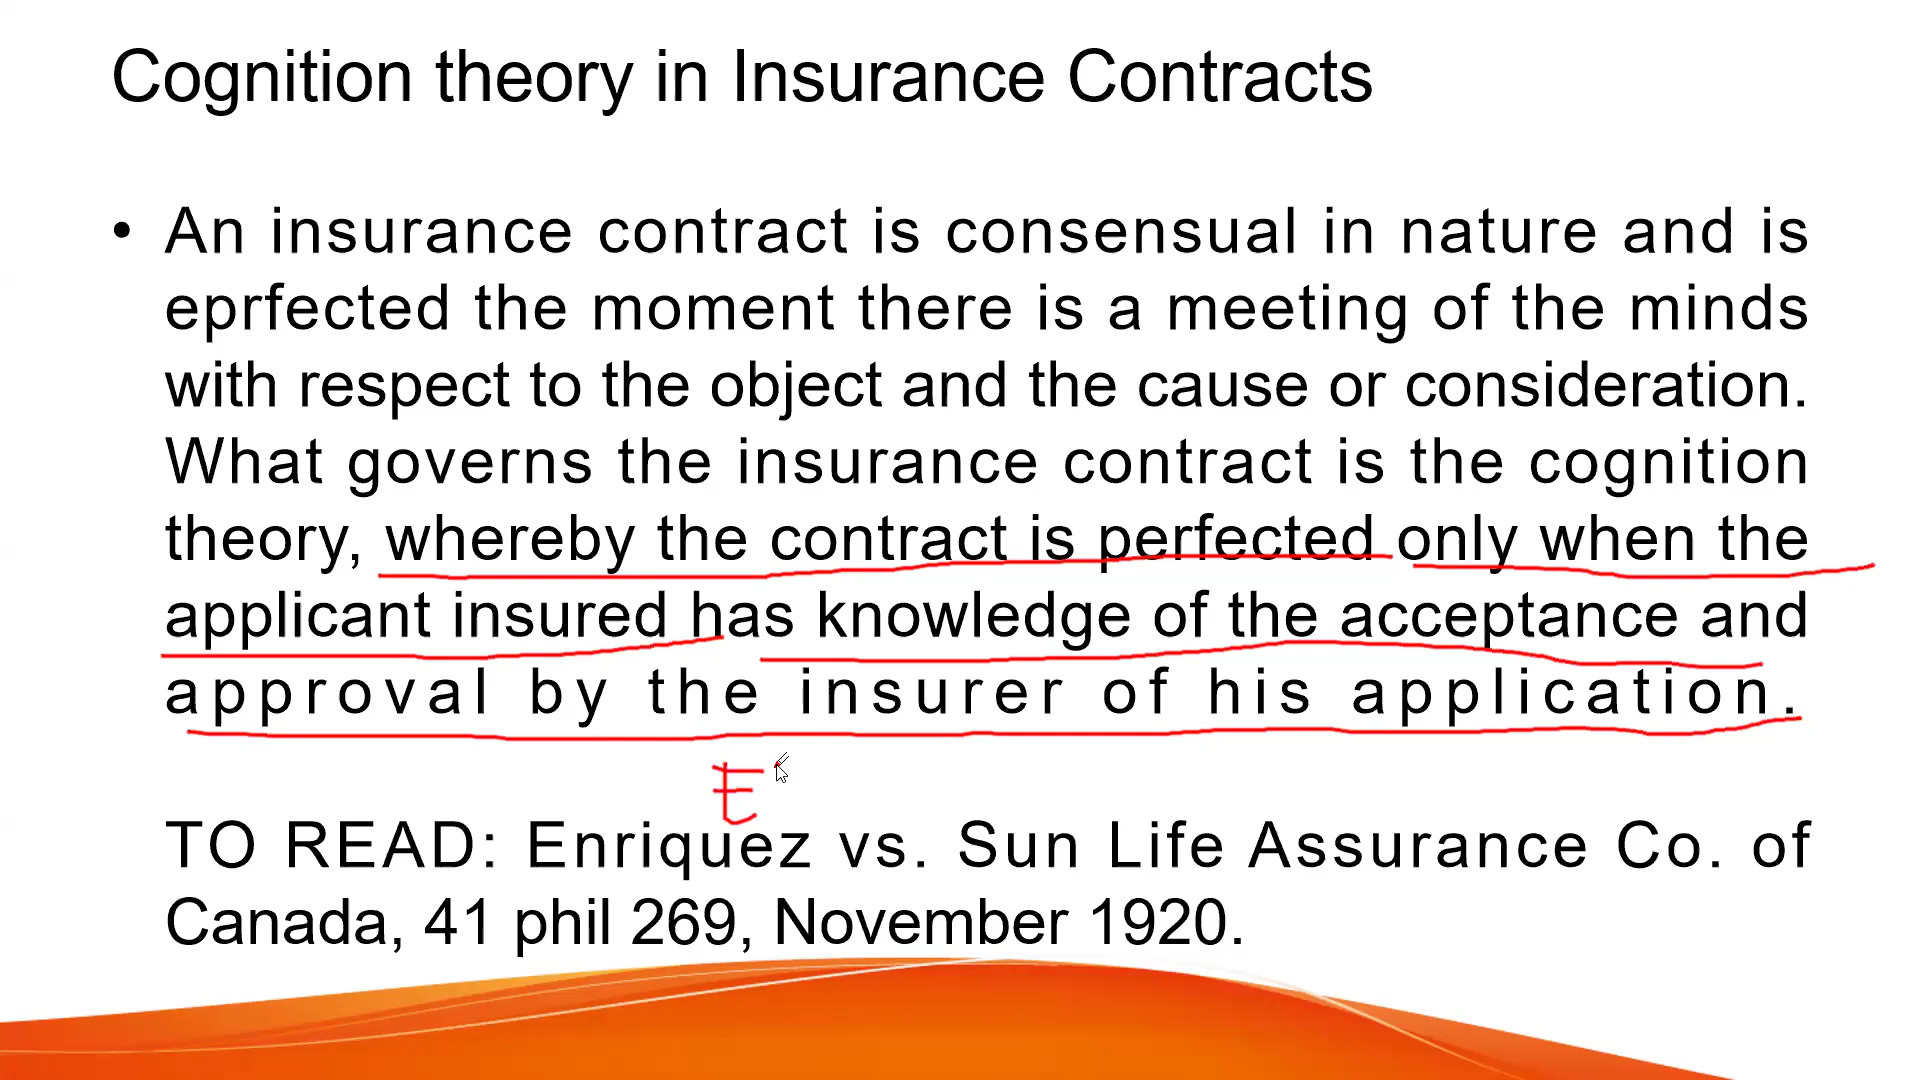 Cognition theory in Insurance Contracts
• An insurance contract is consensual in nature and is
eprfected the moment there is a meeting of the minds
with respect to the object and the cause or consideration.
What governs the insurance contract is the cognition
theory, whereby the contract is perfected only when the
applicant insured has knowledge of the acceptance and
approval by the insurer of his application.
E
TO READ: Enriquez vs. Sun Life Assurance Co. of
Canada, 41 phil 269, November 1920.